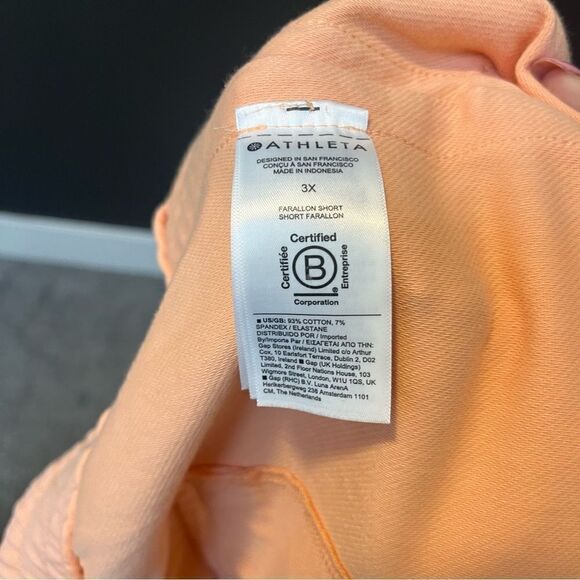 ATHLETA
DESIGNED IN SAN FRANCISCO
CONÇU À SAN FRANCISCO
MADE IN INDONESIA
3X
FARALLON SHORT
SHORT FARALLON
Certified
Certifiée
B
Entreprise
®
Corporation
■ US/GB: 93% COTTON, 7%
SPANDEX / ELASTANE
DISTRIBUIDO POR / Imported
By/Importe Par / ΕΙΣΑΓΕΤΑΙ ΑΠΟ ΤΗΝ:
Gap Stores (Ireland) Limited c/o Arthur
Cox, 10 Earlsfort Terrace, Dublin 2, D02
T380, Ireland ■ Gap (UK Holdings)
Limited, 2nd Floor Nations House, 103
Wigmore Street, London, W1U 1QS, UK
■ Gap (RHC) B.V. Luna ArenA
Herikerbergweg 238 Amsterdam 1101
CM, The Netherlands